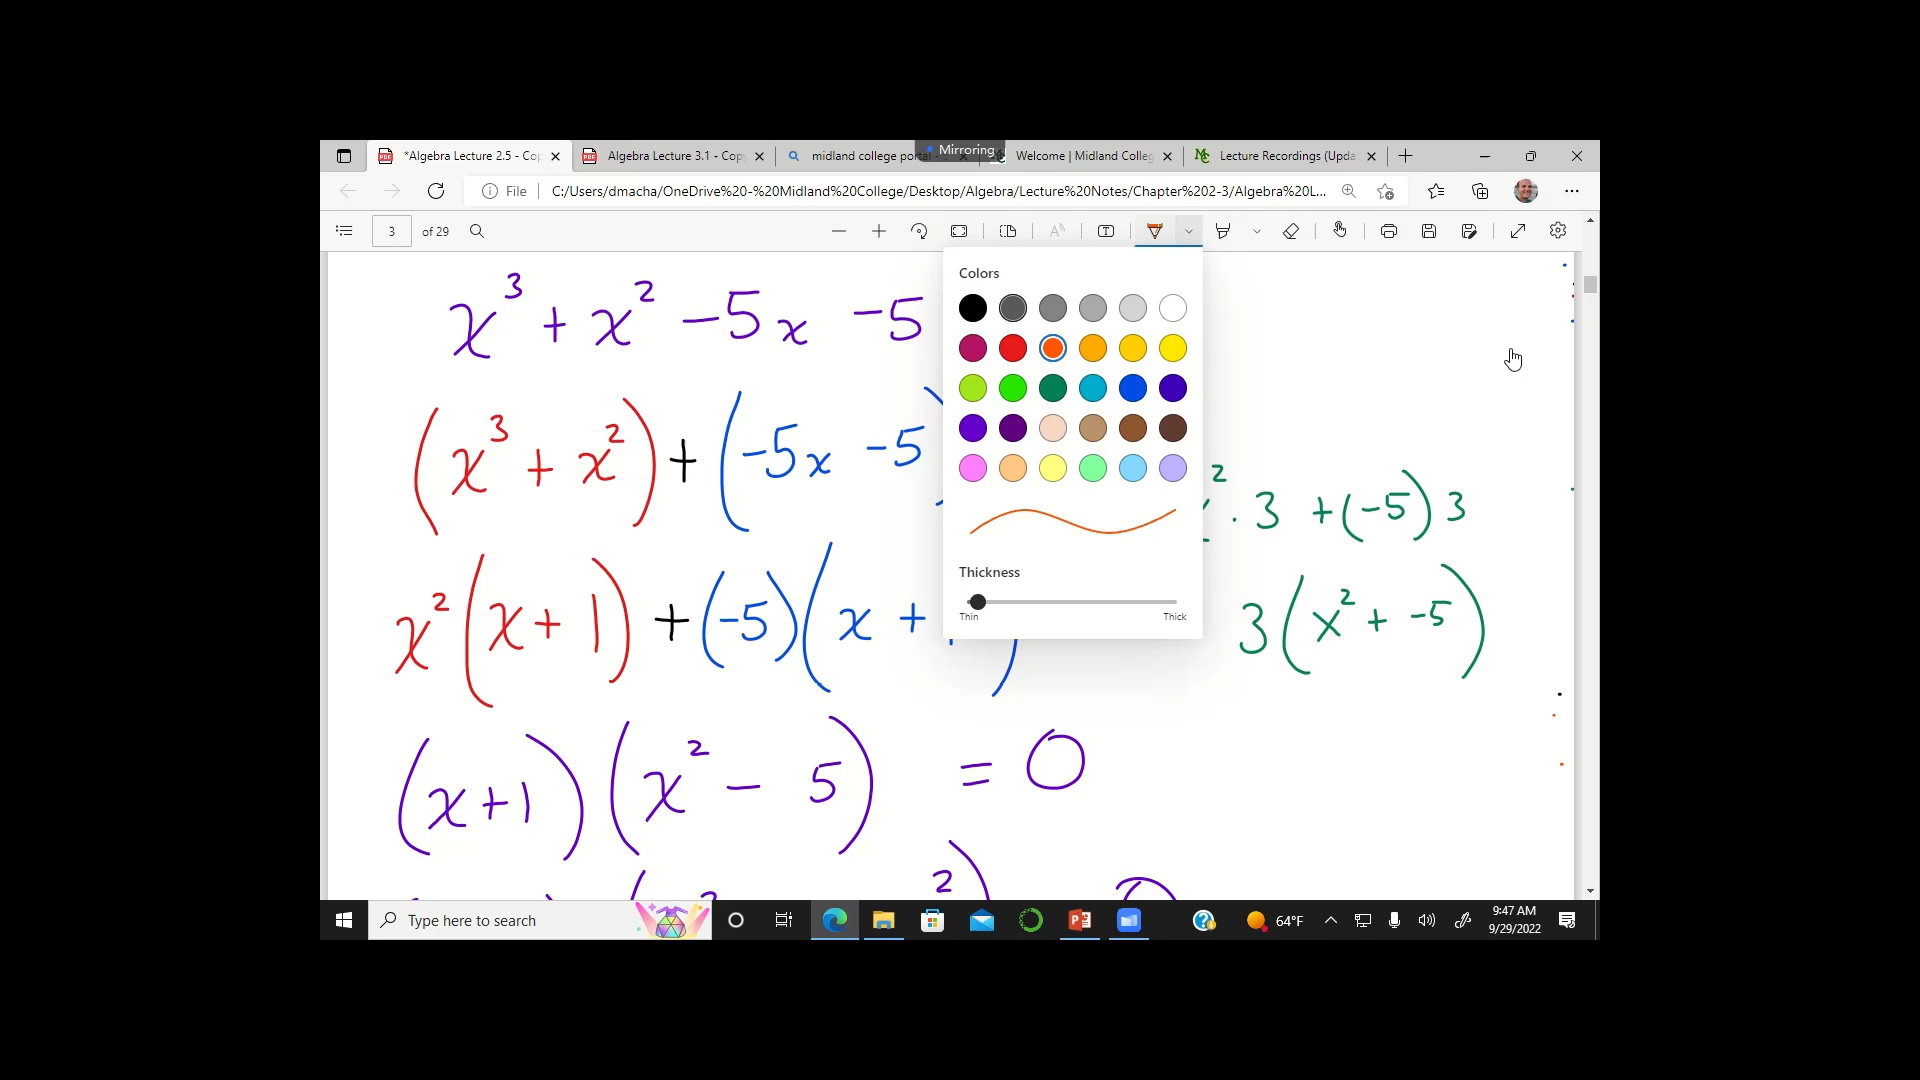 *Algebra Lecture 2.5 - Cop
Algebra Lecture 3.1 - Copy
midland college portal -
Mirroring
Welcome | Midland Colleg
Lecture Recordings (Upda
File
C:/Users/dmacha/OneDrive%20-%20Midland%20College/Desktop/Algebra/Lecture%20Notes/Chapter%202-3/Algebra%20L...
3 of 29
Colors
Thickness
Thin Thick
x³ + x² -5x -5
(x³ + x²) + (-5x -5)
² · 3 + (-5) 3
x² (x + 1) + (-5) (x +
3 (x² + -5)
(x+1) (x² - 5) = 0
2
Type here to search
64°F
9:47 AM
9/29/2022